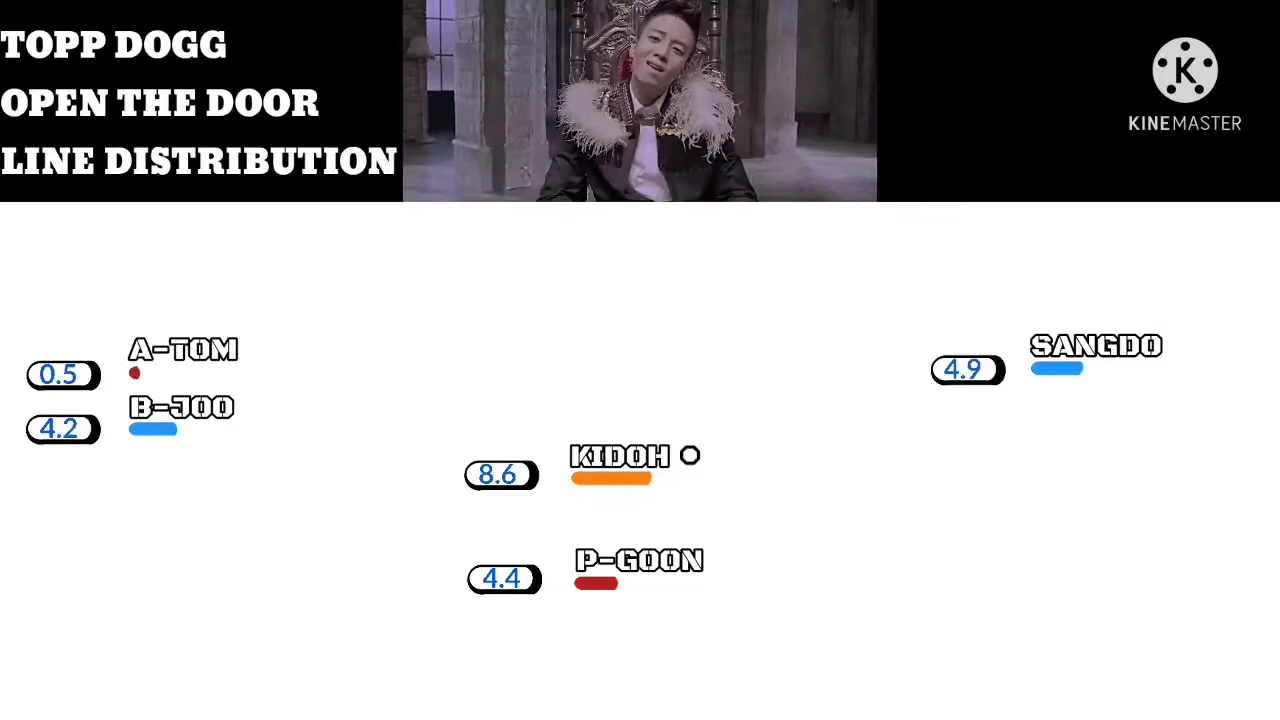 TOPP DOGG
OPEN THE DOOR
LINE DISTRIBUTION
K
KINEMASTER
A-TOM
0.5
B-JOO
4.2
KIDOH
8.6
P-GOON
4.4
SANGDO
4.9